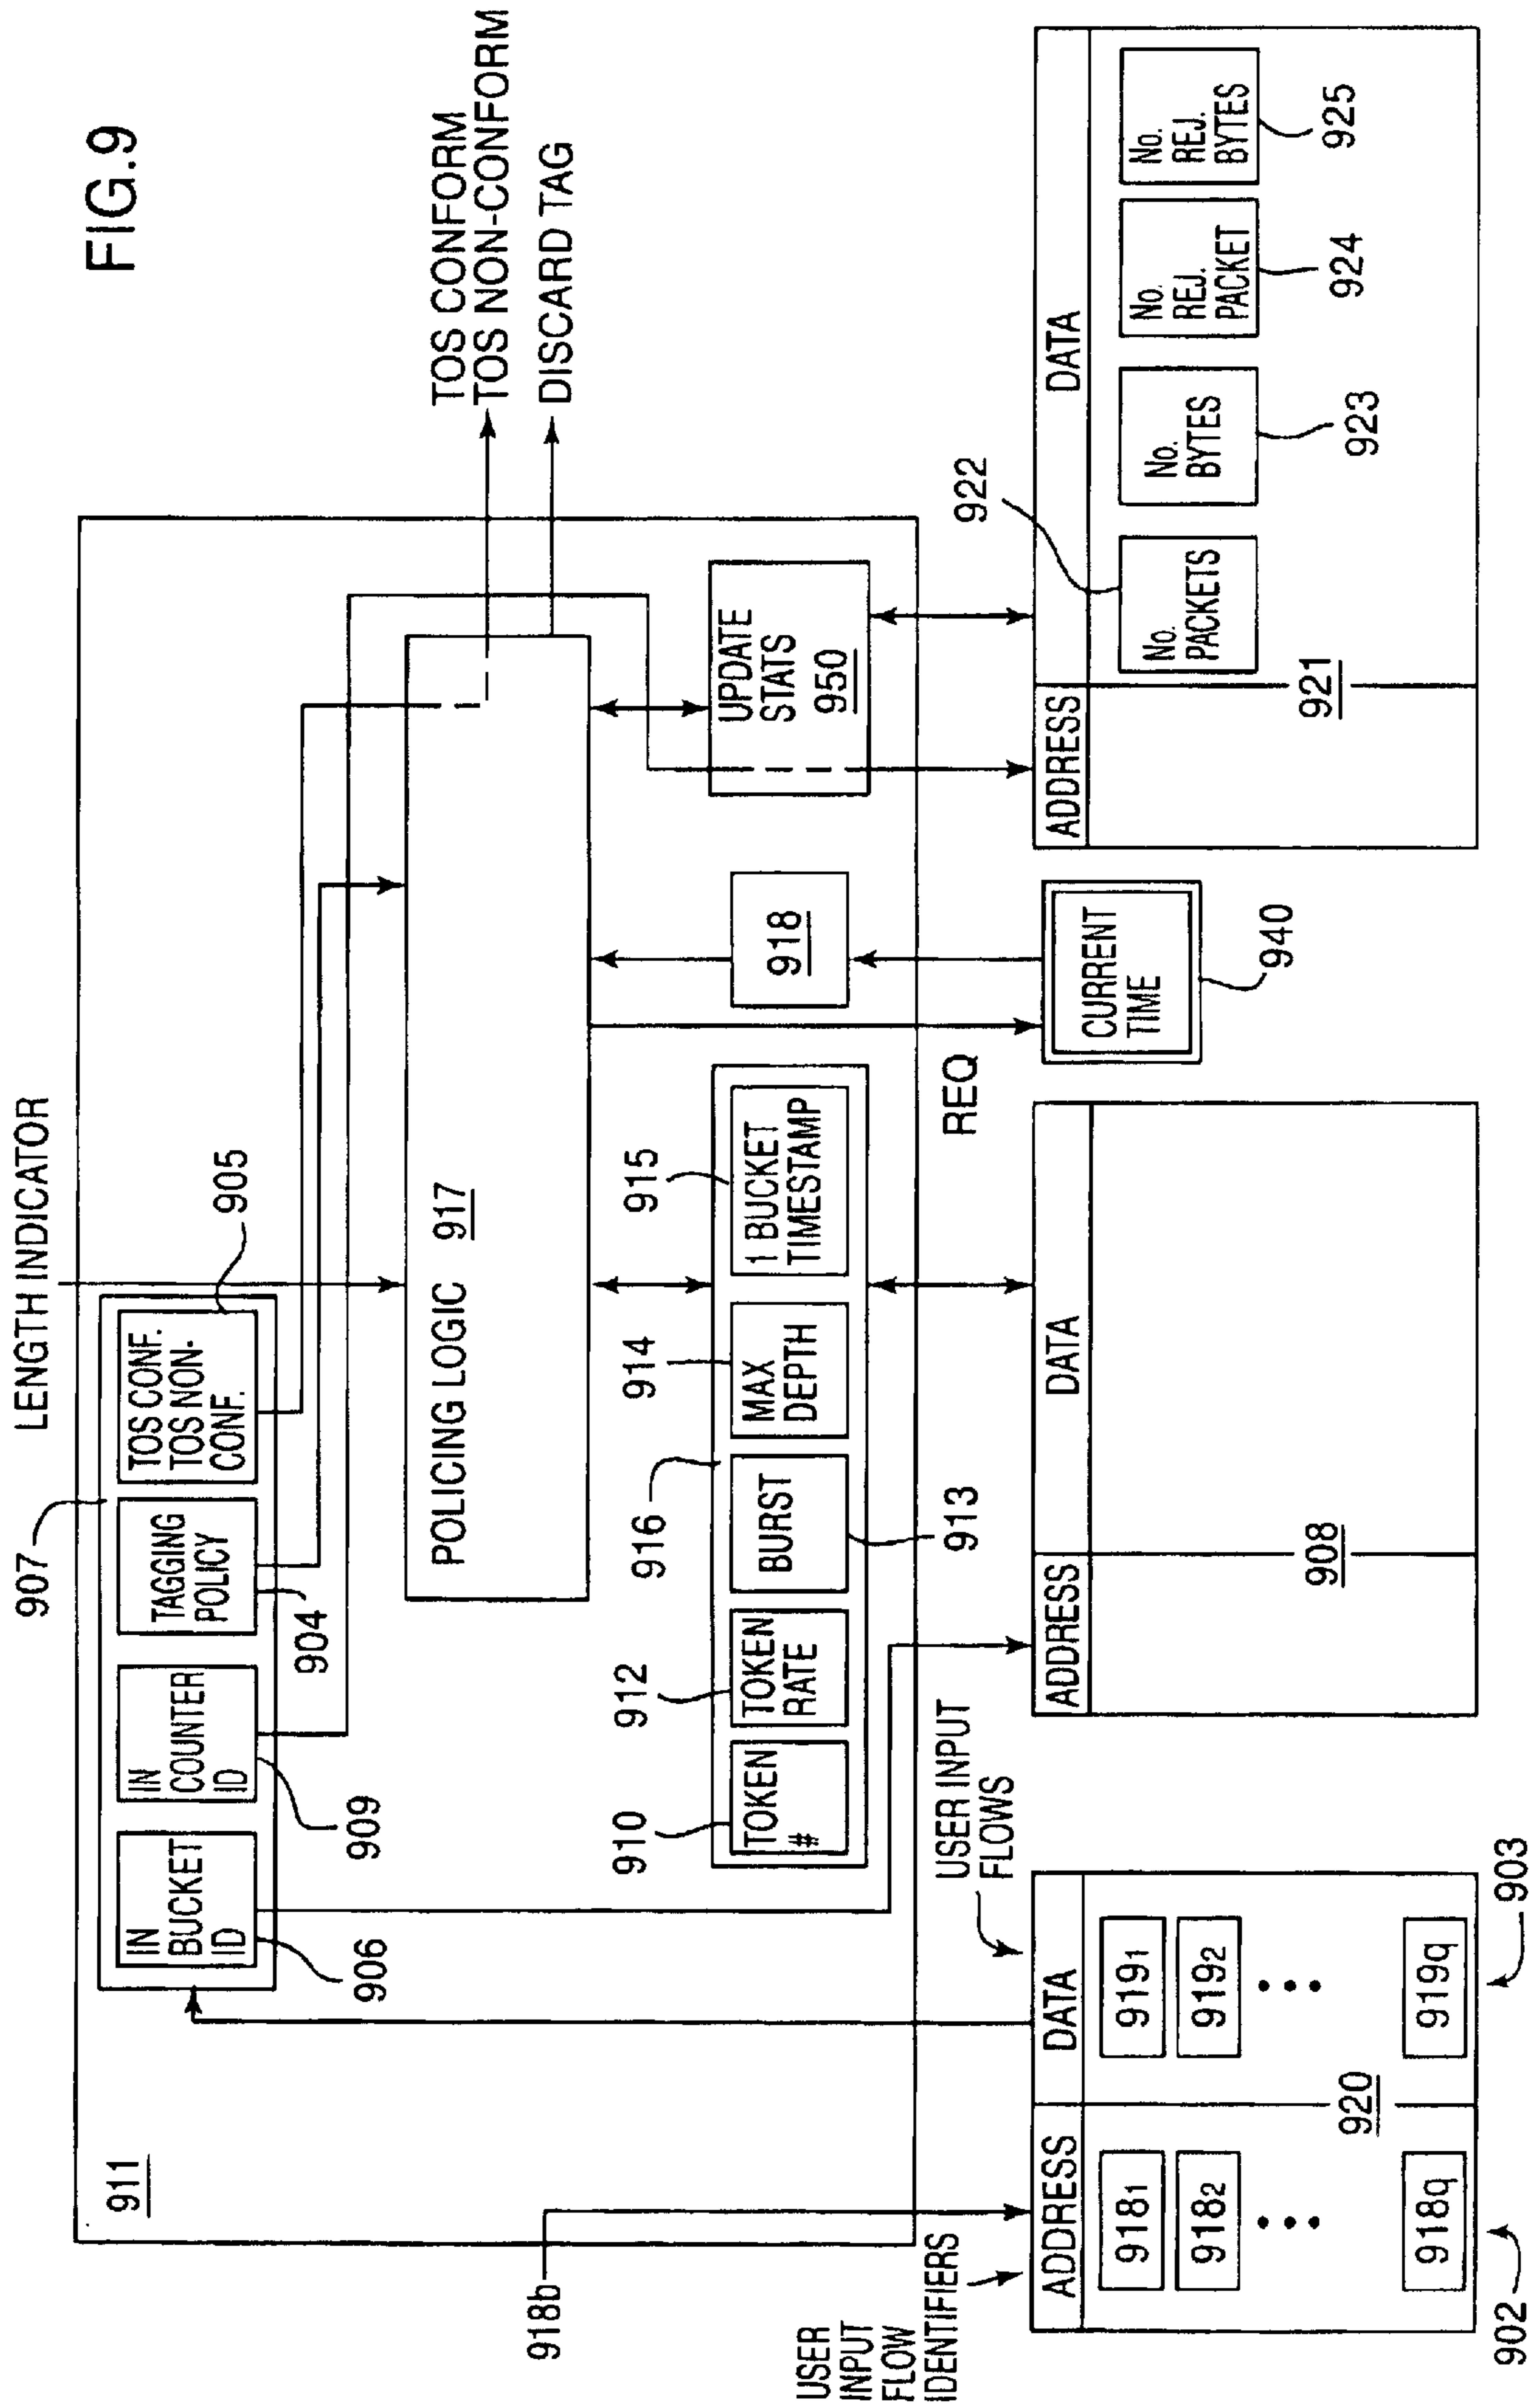 FIG.9
LENGTH INDICATOR
907
IN
BUCKET
ID
IN
COUNTER
ID
TAGGING
POLICY
TOS CONF.
TOS NON-
CONF.
905
906
909
904
911
POLICING LOGIC 917
TOS CONFORM
TOS NON-CONFORM
DISCARD TAG
910
912
916
914
915
TOKEN
#
TOKEN
RATE
BURST
MAX
DEPTH
1 BUCKET
TIMESTAMP
913
918
UPDATE
STATS
950
922
918b
REQ
USER
INPUT
FLOW
IDENTIFIERS
USER INPUT
FLOWS
ADDRESS
DATA
918₁
918₂
918q
919₁
919₂
919q
920
902
903
ADDRESS
DATA
908
CURRENT
TIME
940
ADDRESS
DATA
921
No.
PACKETS
No.
BYTES
No.
REJ.
PACKET
No.
REJ.
BYTES
923
924
925